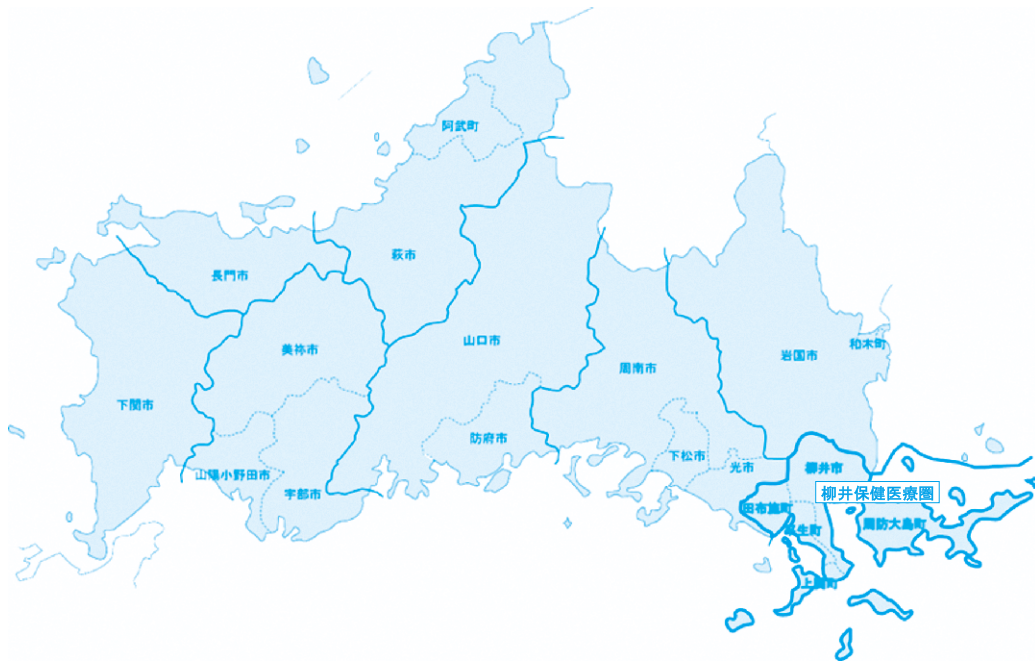 阿武町
萩市
長門市
山口市
和木町
美祢市
岩国市
周南市
下関市
防府市
下松市
光市
柳井市
山陽小野田市
宇部市
柳井保健医療圏
田布施町
周防大島町
平生町
上関町